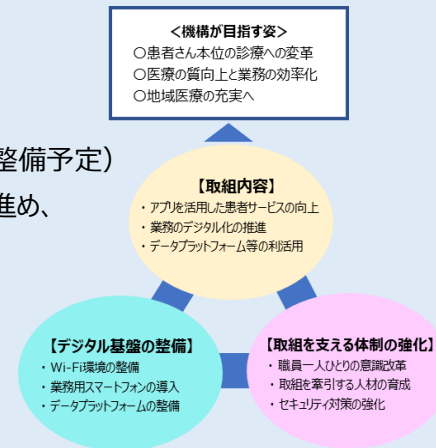 ＜機構が目指す姿＞
〇患者さん本位の診療への変革
〇医療の質向上と業務の効率化
〇地域医療の充実へ
整備予定）
進め、
【取組内容】
・アプリを活用した患者サービスの向上
・業務のデジタル化の推進
・データプラットフォーム等の利活用
【デジタル基盤の整備】
・Wi-Fi環境の整備
・業務用スマートフォンの導入
・データプラットフォームの整備
【取組を支える体制の強化】
・職員一人ひとりの意識改革
・取組を牽引する人材の育成
・セキュリティ対策の強化